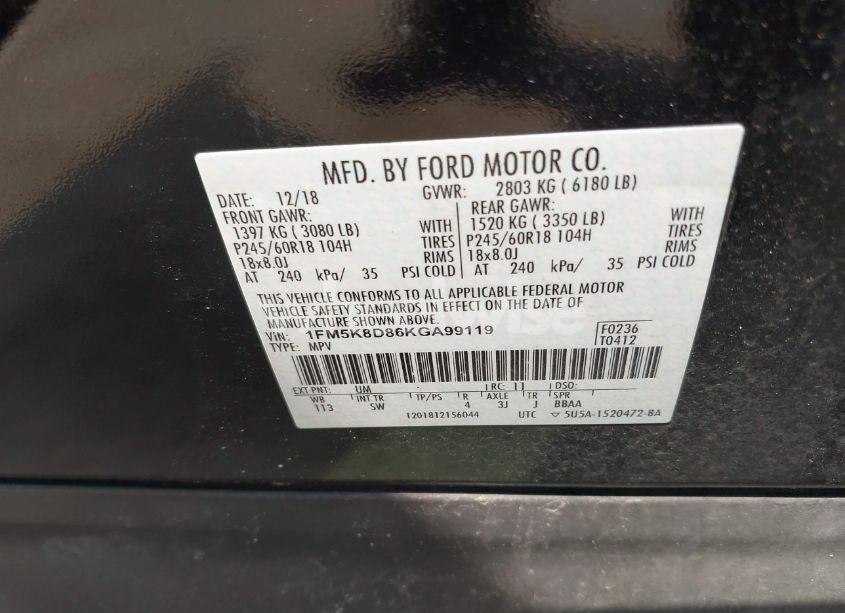 MFD. BY FORD MOTOR CO.
DATE: 12/18 GVWR: 2803 KG ( 6180 LB)
FRONT GAWR: REAR GAWR:
1397 KG ( 3080 LB) WITH 1520 KG ( 3350 LB) WITH
P245/60R18 104H TIRES P245/60R18 104H TIRES
18x8.0J RIMS 18x8.0J RIMS
AT 240 kPa/ 35 PSI COLD AT 240 kPa/ 35 PSI COLD
THIS VEHICLE CONFORMS TO ALL APPLICABLE FEDERAL MOTOR
VEHICLE SAFETY STANDARDS IN EFFECT ON THE DATE OF
MANUFACTURE SHOWN ABOVE.
VIN: 1FM5K8D86KGA99119 F0236
TYPE: MPV T0412
EXT PNT: UM RC: 11 DSO:
WB INT TR TP/PS R AXLE TR SPR
113 SW 4 3J J BBAA
1201812156044 UTC ▽ 5U5A-1520472-BA